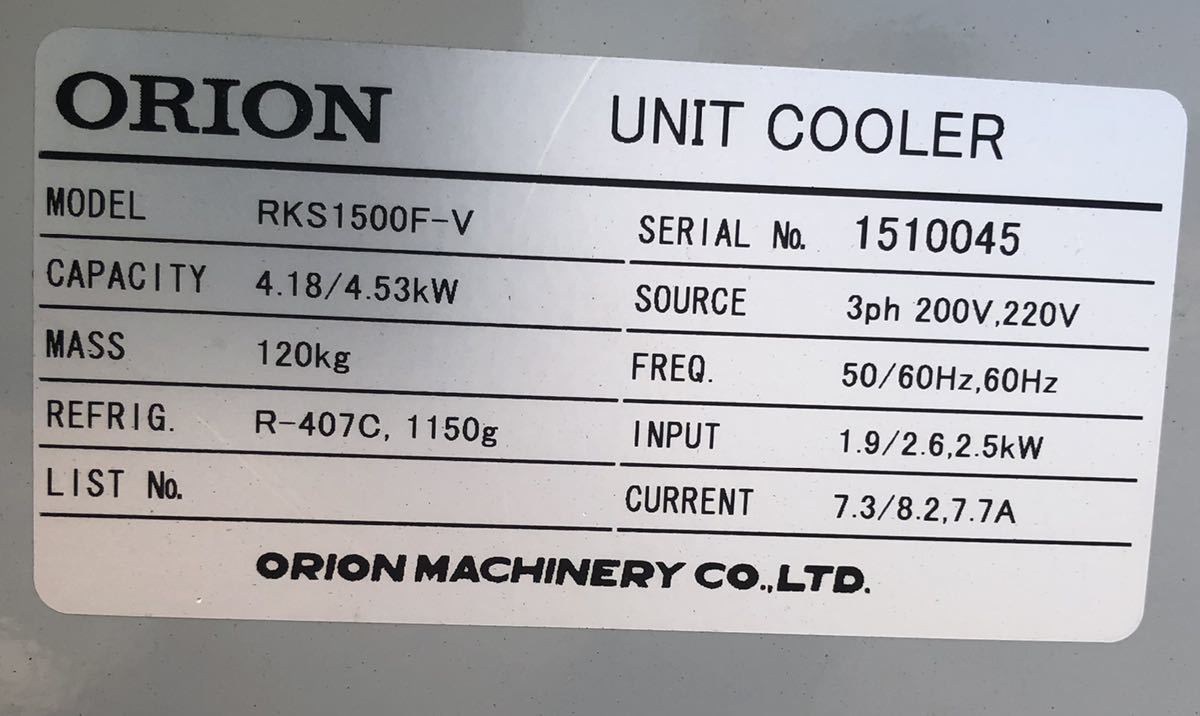 ORION UNIT COOLER
MODEL RKS1500F-V
CAPACITY 4.18/4.53kW
MASS 120kg
REFRIG. R-407C, 1150g
LIST No.
SERIAL No. 1510045
SOURCE 3ph 200V,220V
FREQ. 50/60Hz,60Hz
INPUT 1.9/2.6,2.5kW
CURRENT 7.3/8.2,7.7A
ORION MACHINERY CO.,LTD.